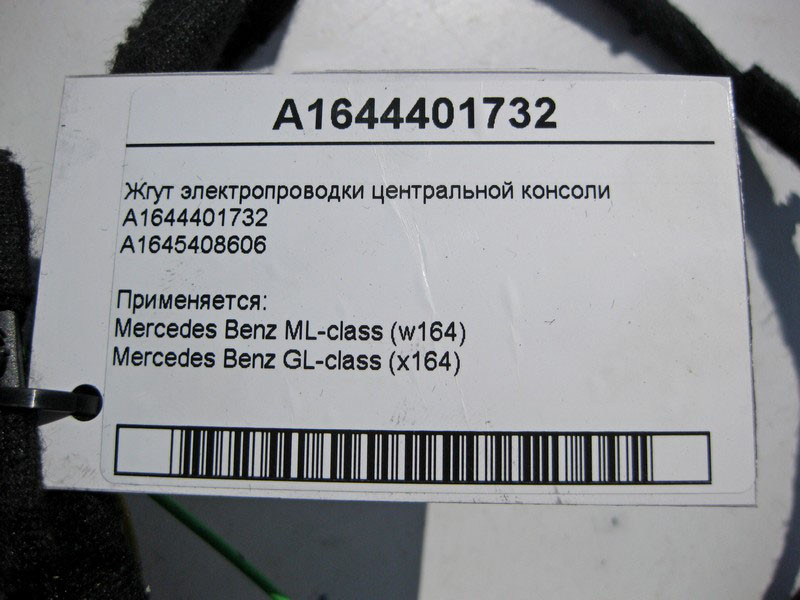 A1644401732
Жгут электропроводки центральной консоли
A1644401732
A1645408606
Применяется:
Mercedes Benz ML-class (w164)
Mercedes Benz GL-class (x164)